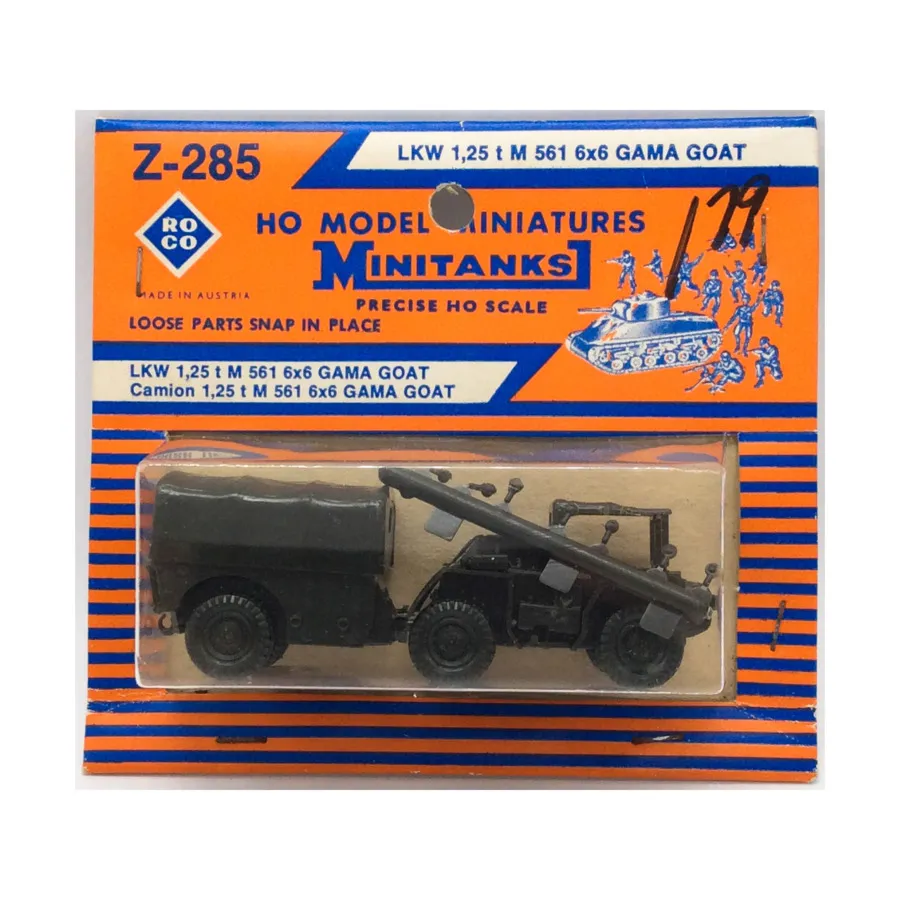 Z-285
LKW 1,25 t M 561 6x6 GAMA GOAT
RO
CO
HO MODEL MINIATURES
179
MINITANKS
MADE IN AUSTRIA
PRECISE HO SCALE
LOOSE PARTS SNAP IN PLACE
LKW 1,25 t M 561 6x6 GAMA GOAT
Camion 1,25 t M 561 6x6 GAMA GOAT